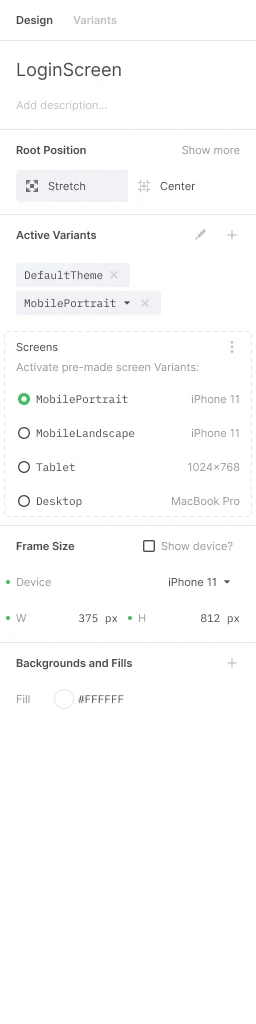 Design Variants
LoginScreen
Add description...
Root Position Show more
Stretch Center
Active Variants
DefaultTheme
MobilePortrait
Screens
Activate pre-made screen Variants:
MobilePortrait iPhone 11
MobileLandscape iPhone 11
Tablet 1024×768
Desktop MacBook Pro
Frame Size Show device?
Device iPhone 11
W 375 px H 812 px
Backgrounds and Fills
Fill #FFFFFF